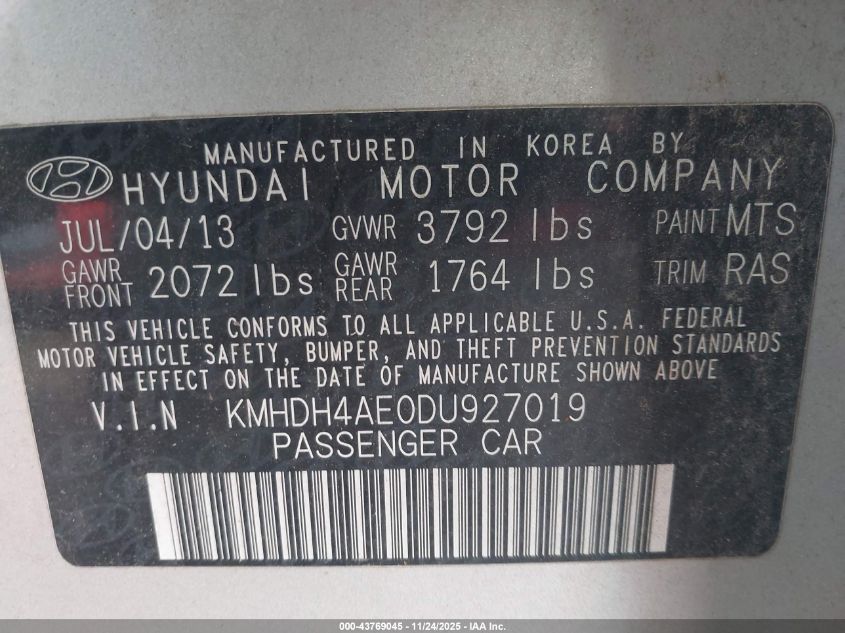 MANUFACTURED IN KOREA BY
HYUNDAI MOTOR COMPANY
JUL/04/13 GVWR 3792 lbs PAINT MTS
GAWR FRONT 2072 lbs GAWR REAR 1764 lbs TRIM RAS
THIS VEHICLE CONFORMS TO ALL APPLICABLE U.S.A. FEDERAL
MOTOR VEHICLE SAFETY, BUMPER, AND THEFT PREVENTION STANDARDS
IN EFFECT ON THE DATE OF MANUFACTURE SHOWN ABOVE.
V.I.N KMHDH4AE0DU927019
PASSENGER CAR
000-43769045 - 11/24/2025 - IAA Inc.